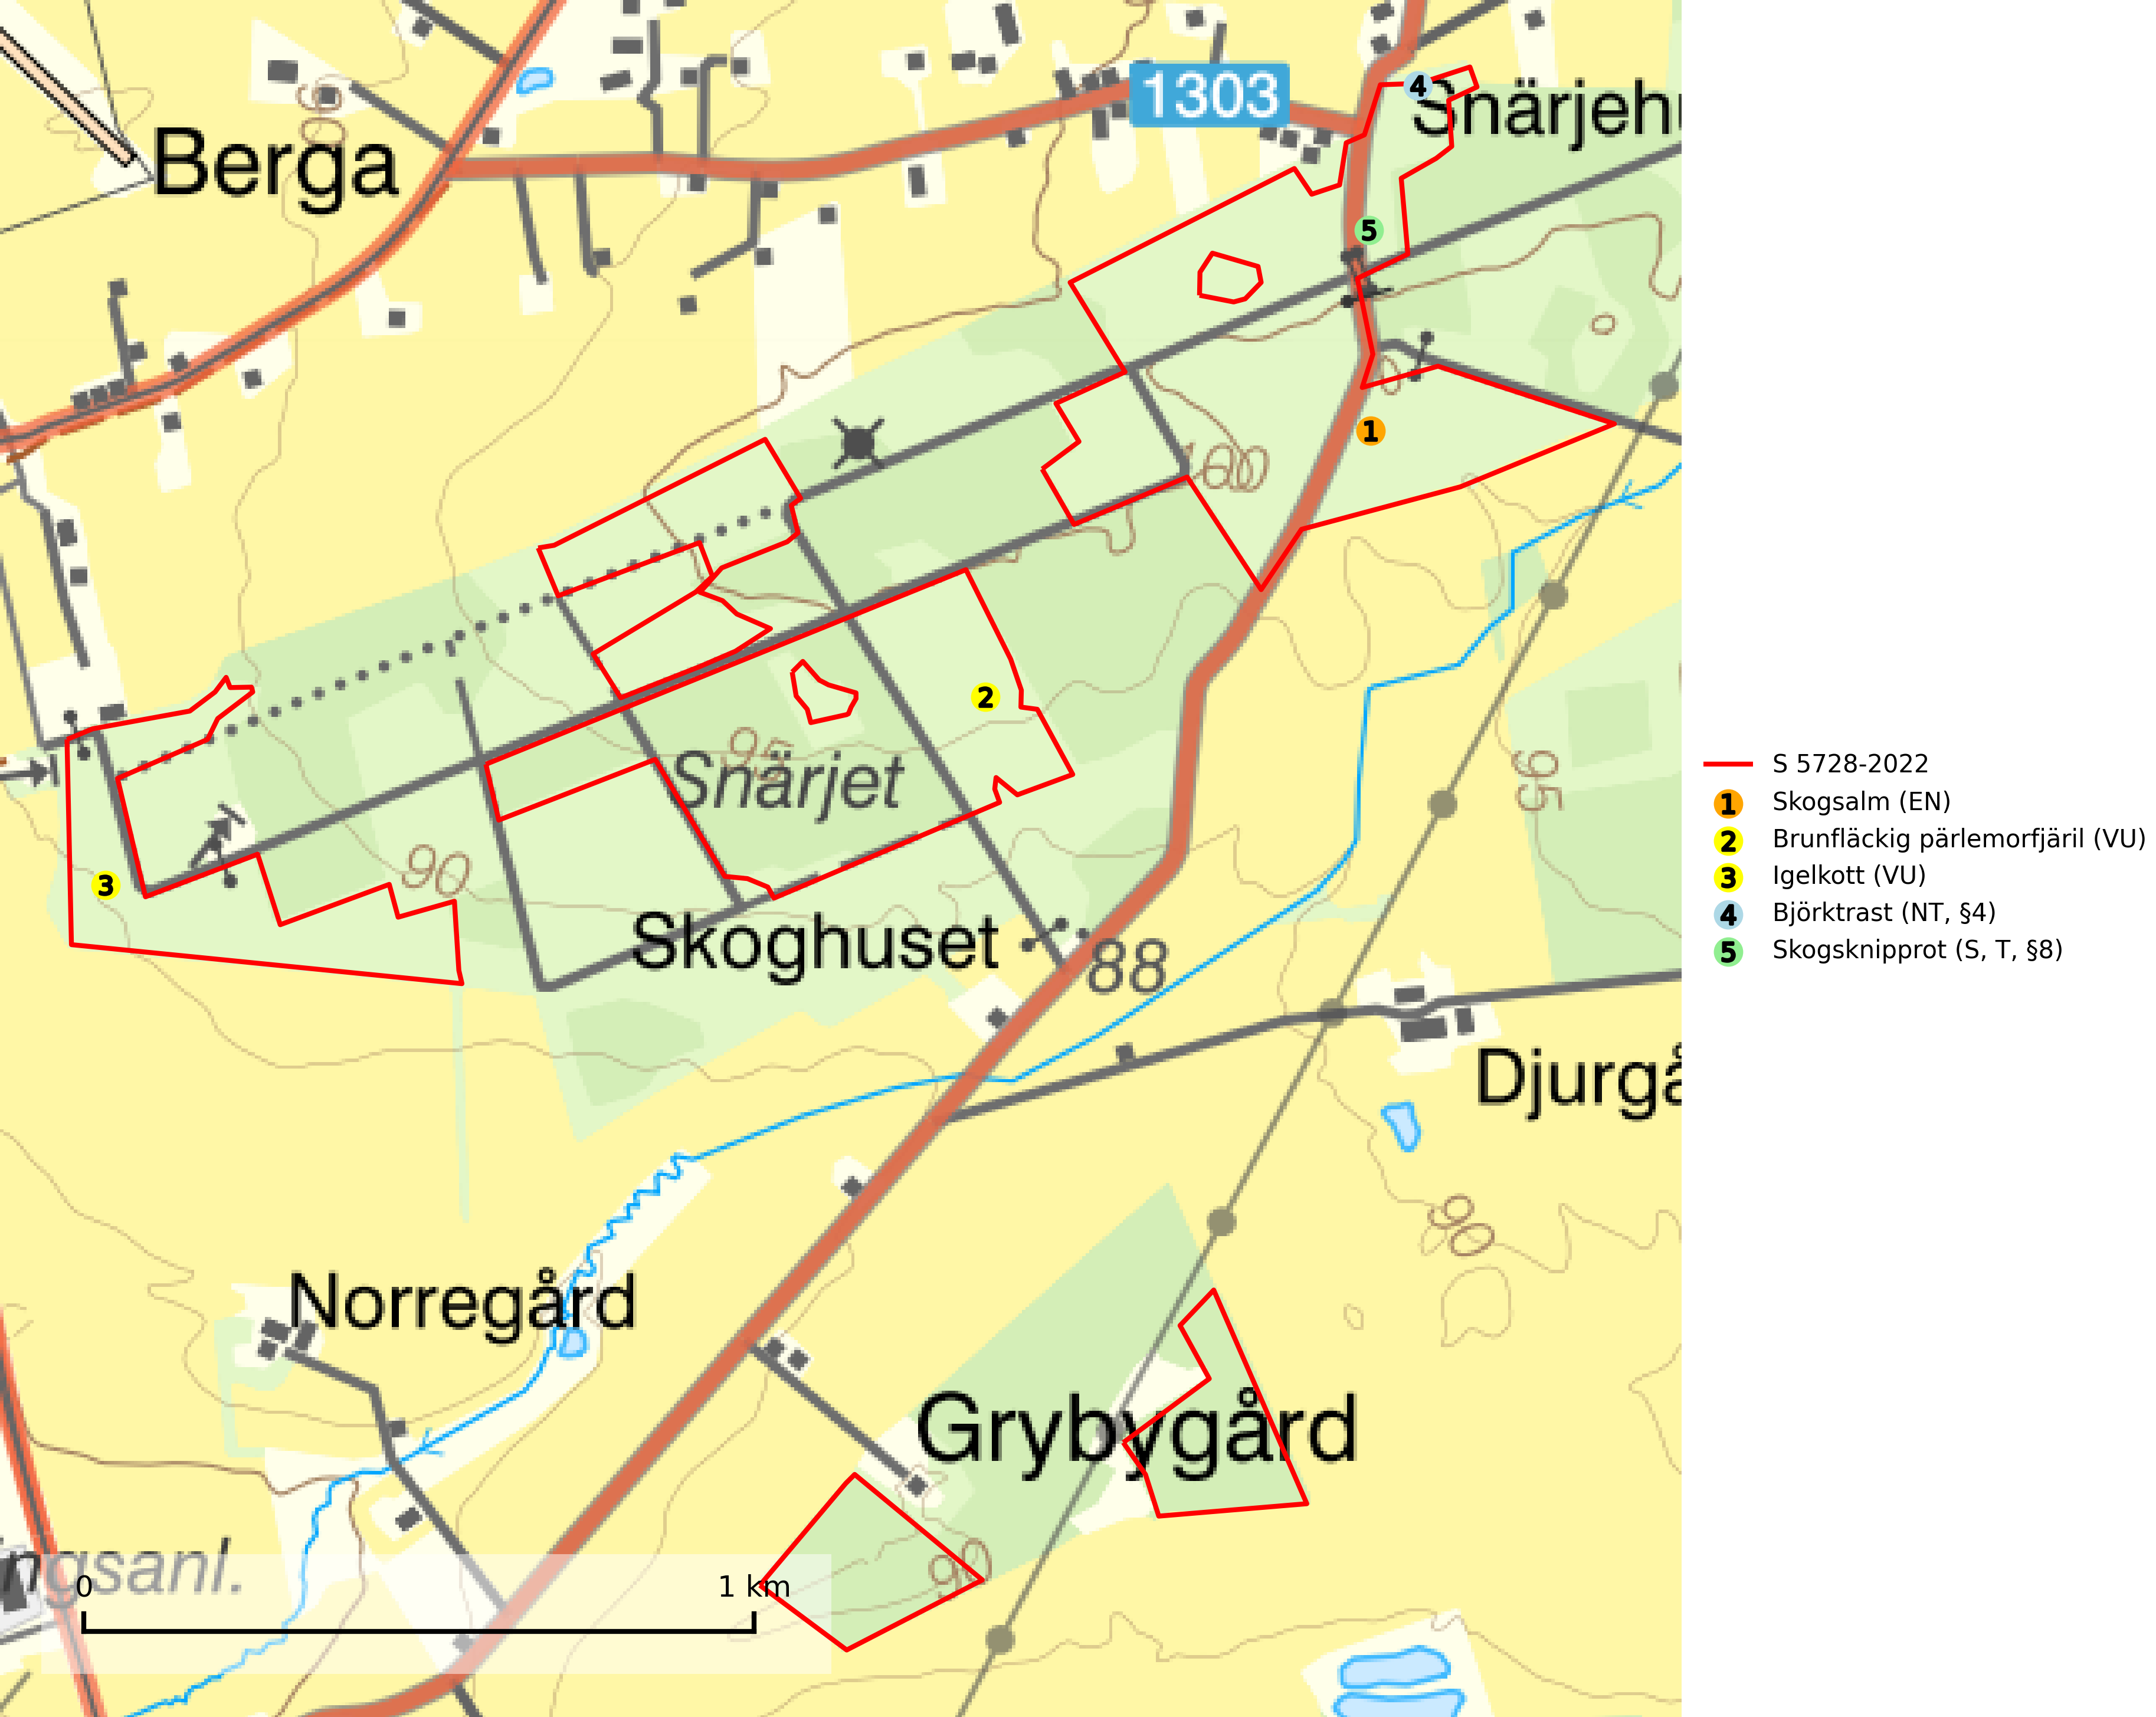 1303
4
Snärjeh
90
Berga
5
1
100
2
95
Snärjet
90
3
Skoghuset
88
95
Djurgå
90
Norregård
Grybygård
90
ngsanl.
0
1 km
S 5728-2022
1 Skogsalm (EN)
2 Brunfläckig pärlemorfjäril (VU)
3 Igelkott (VU)
4 Björktrast (NT, §4)
5 Skogsknipprot (S, T, §8)